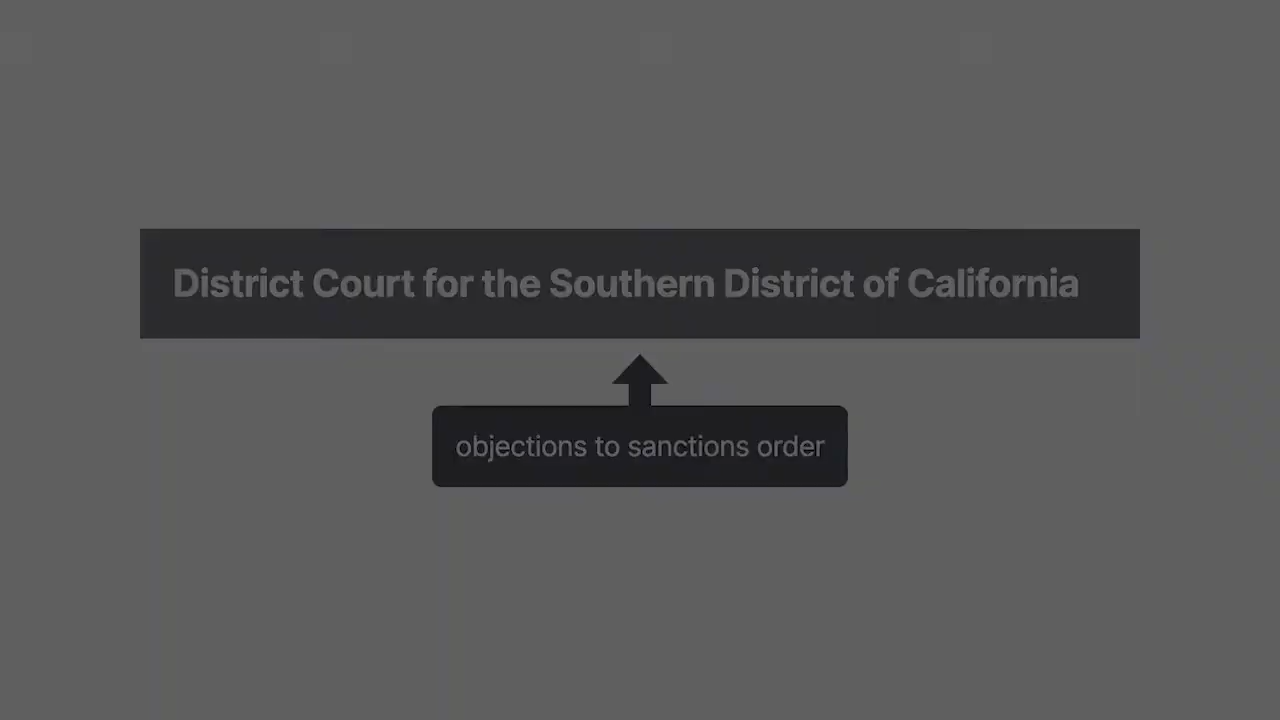 District Court for the Southern District of California
objections to sanctions order